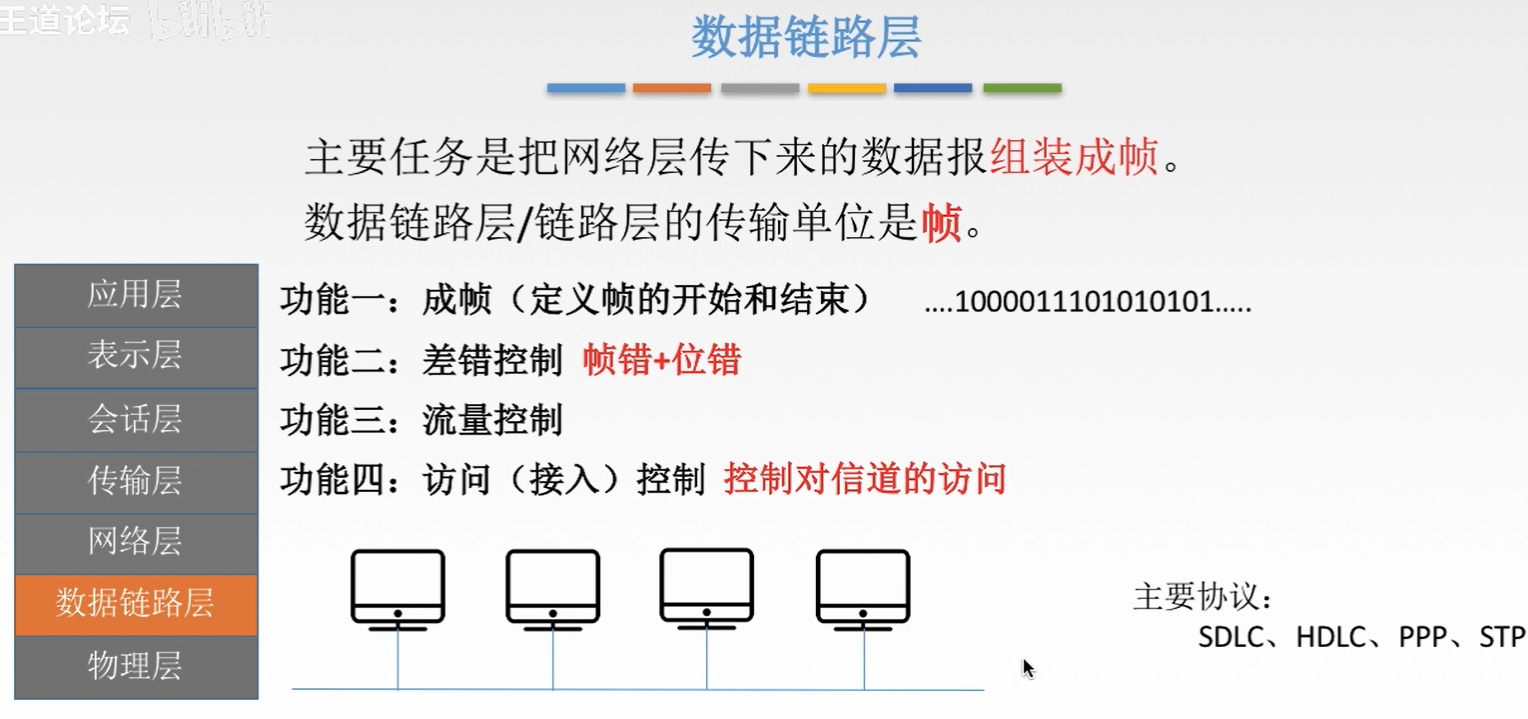 王道论坛 bilibili
数据链路层
主要任务是把网络层传下来的数据报组装成帧。
数据链路层/链路层的传输单位是帧。
应用层
表示层
会话层
传输层
网络层
数据链路层
物理层
功能一：成帧（定义帧的开始和结束） ....1000011101010101.....
功能二：差错控制 帧错+位错
功能三：流量控制
功能四：访问（接入）控制 控制对信道的访问
主要协议：
SDLC、HDLC、PPP、STP